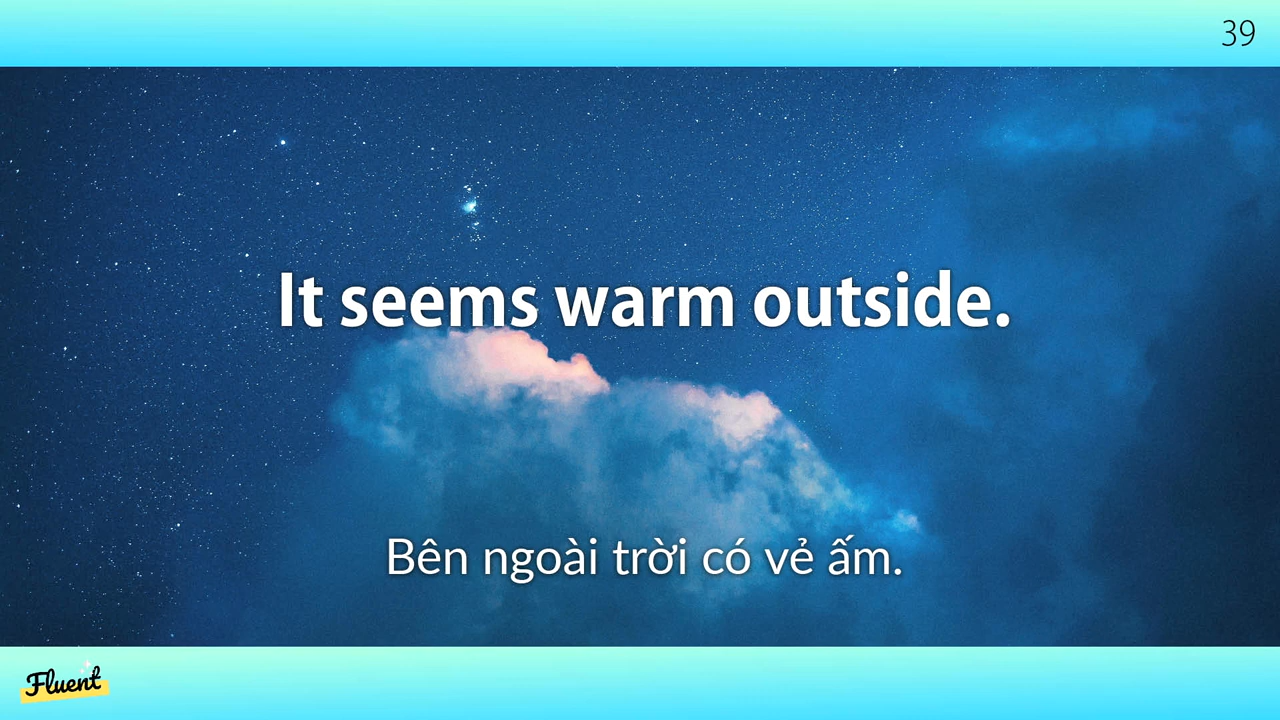 39
It seems warm outside.
Bên ngoài trời có vẻ ấm.
Fluent